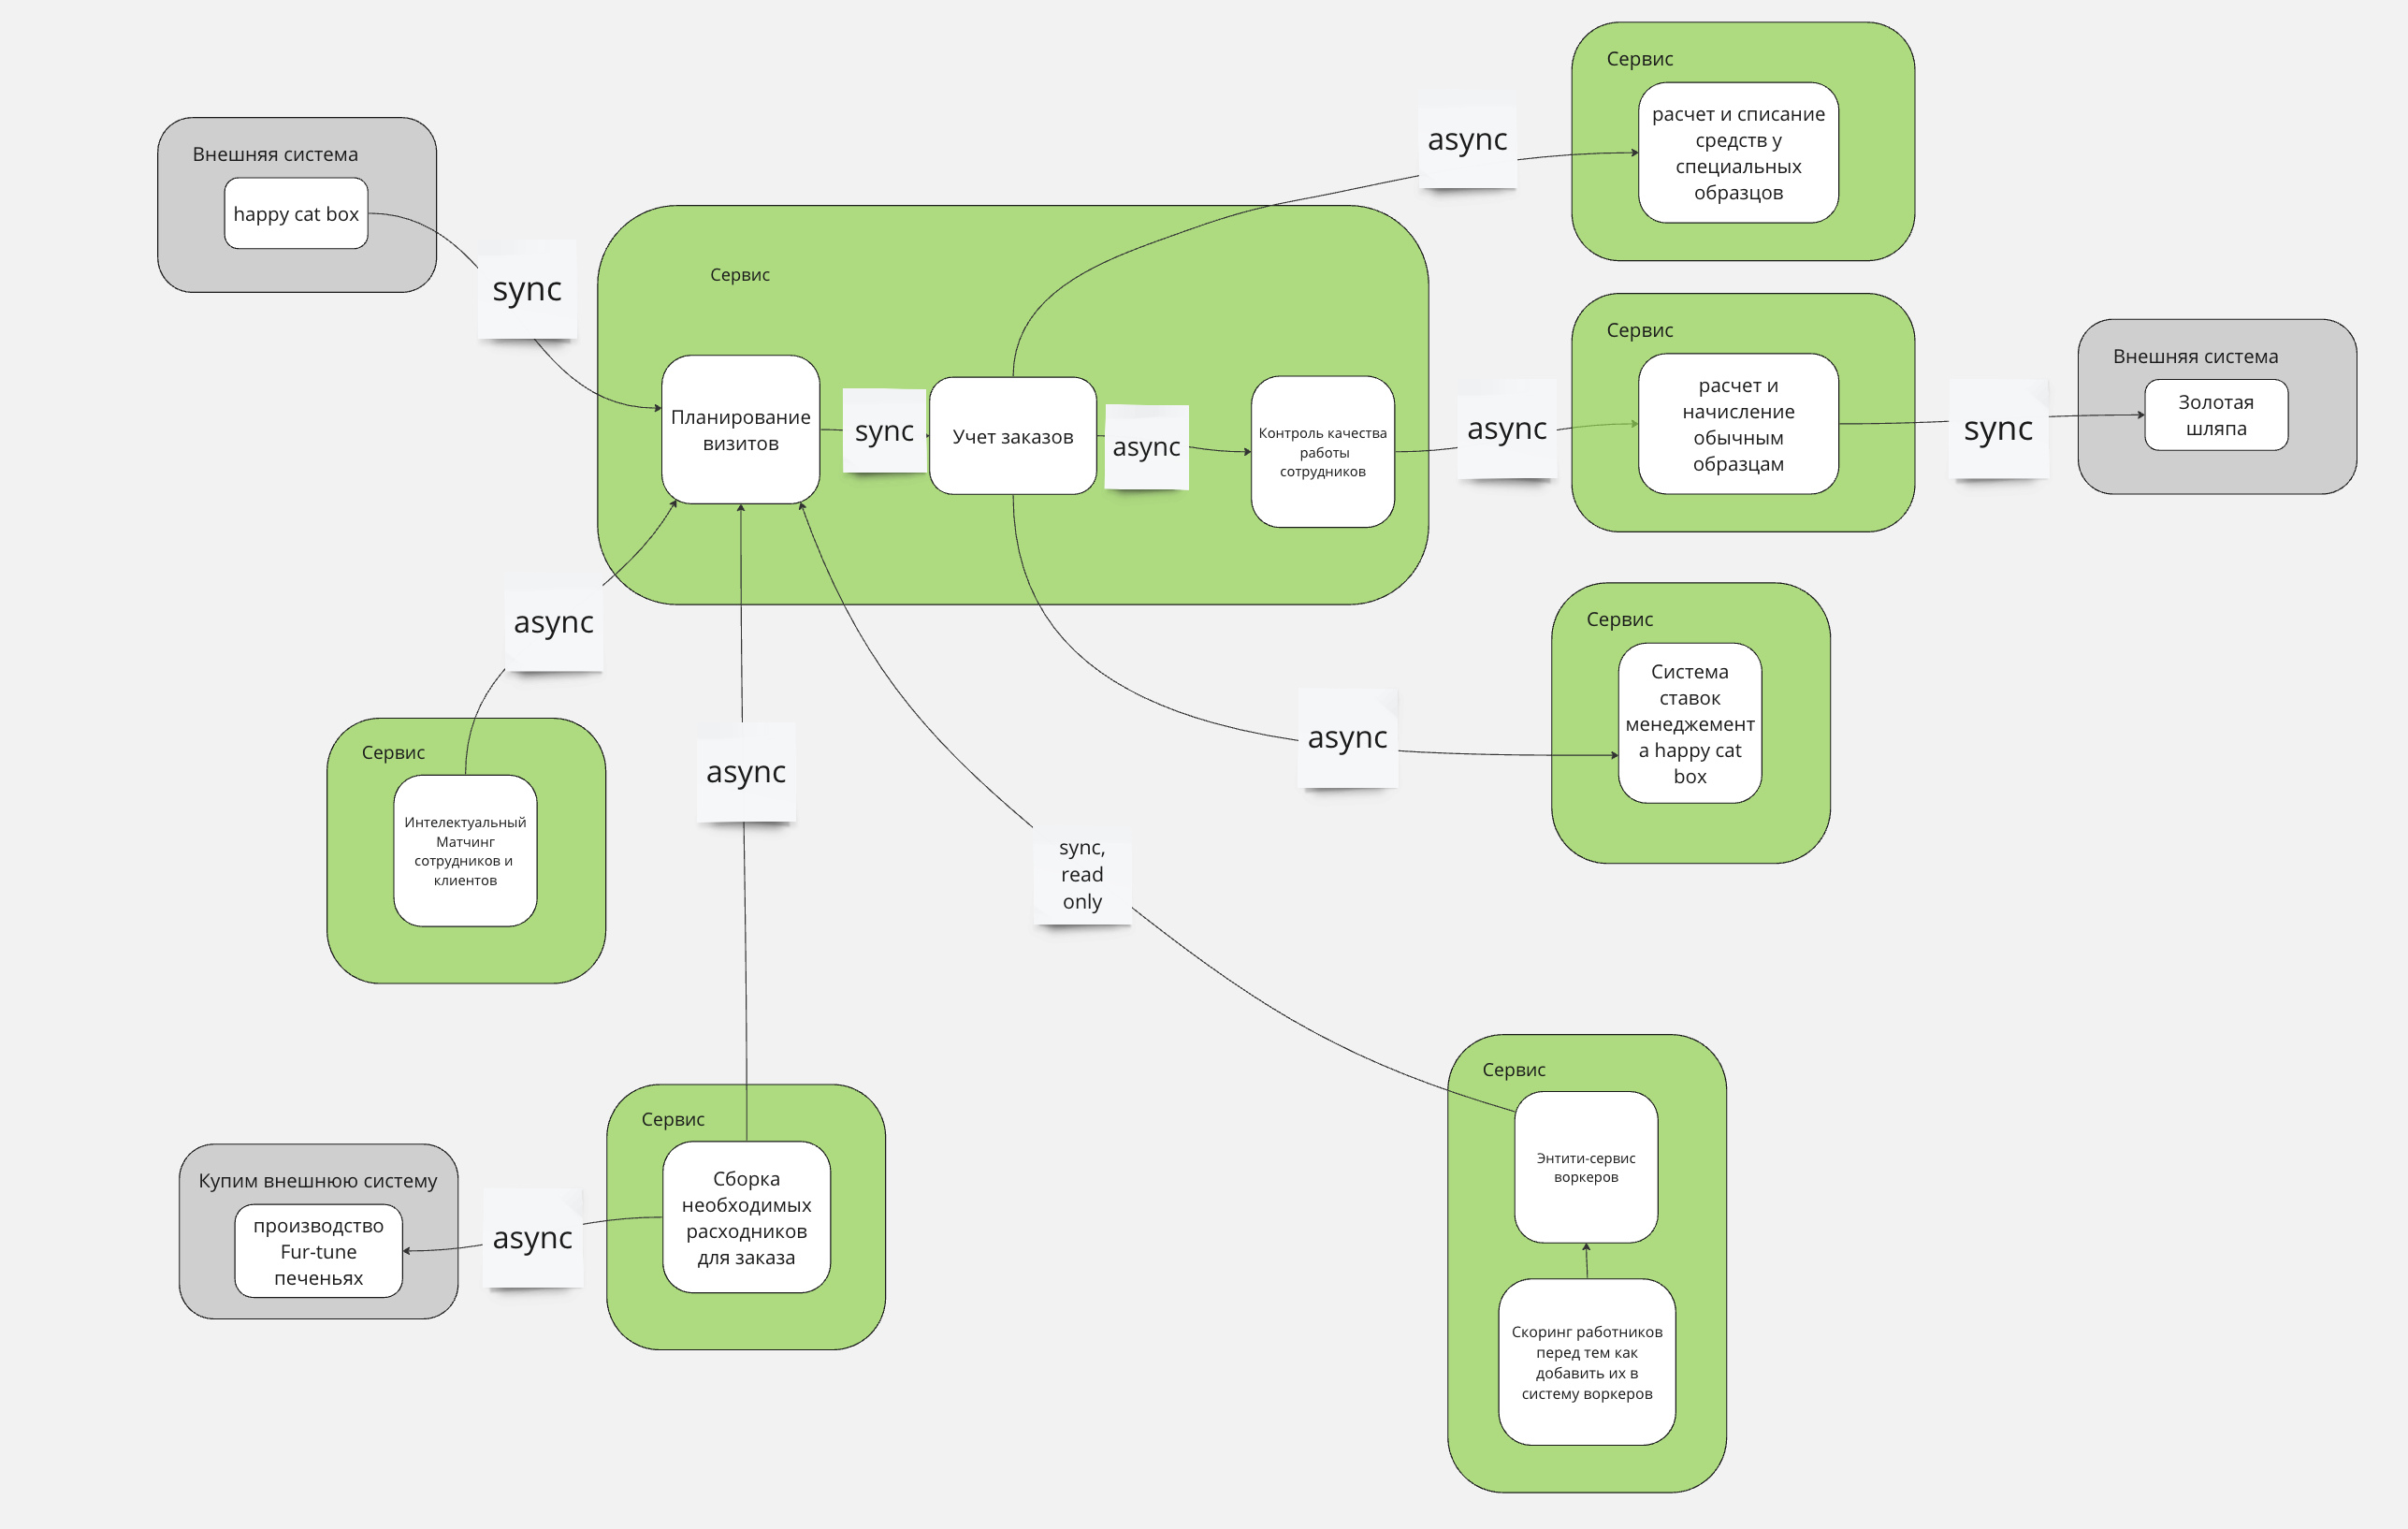 Сервис
расчет и списание
средств у
специальных
образцов
async
Внешняя система
happy cat box
sync
Сервис
Планирование
визитов
sync
Учет заказов
async
Контроль качества
работы
сотрудников
async
Сервис
расчет и
начисление
обычным
образцам
sync
Внешняя система
Золотая
шляпа
async
Сервис
Интелектуальный
Матчинг
сотрудников и
клиентов
async
sync,
read
only
async
Сервис
Система
ставок
менеджемент
а happy cat
box
Купим внешнюю систему
производство
Fur-tune
печеньях
async
Сервис
Сборка
необходимых
расходников
для заказа
Сервис
Энтити-сервис
воркеров
Скоринг работников
перед тем как
добавить их в
систему воркеров